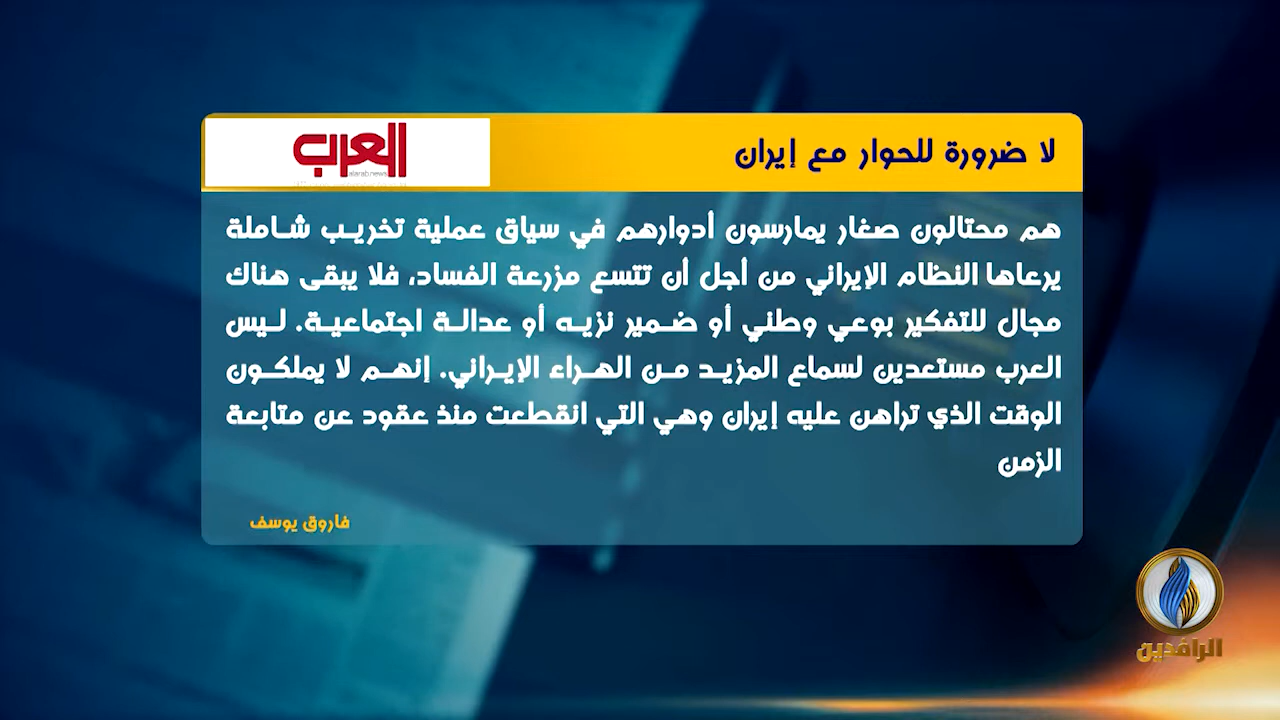 لا ضرورة للحوار مع إيران
العرب
alarab news
هم محتالون صغار يمارسون أدوارهم في سياق عملية تخريب شاملة
يرعاها النظام الإيراني من أجل أن تتسع مزرعة الفساد، فلا يبقى هناك
مجال للتفكير بوعي وطني أو ضمير نزيه أو عدالة اجتماعية. ليس
العرب مستعدين لسماع المزيد من الهراء الإيراني. إنهم لا يملكون
الوقت الذي تراهن عليه إيران وهي التي انقطعت منذ عقود عن متابعة
الزمن
فاروق يوسف
الرافدين